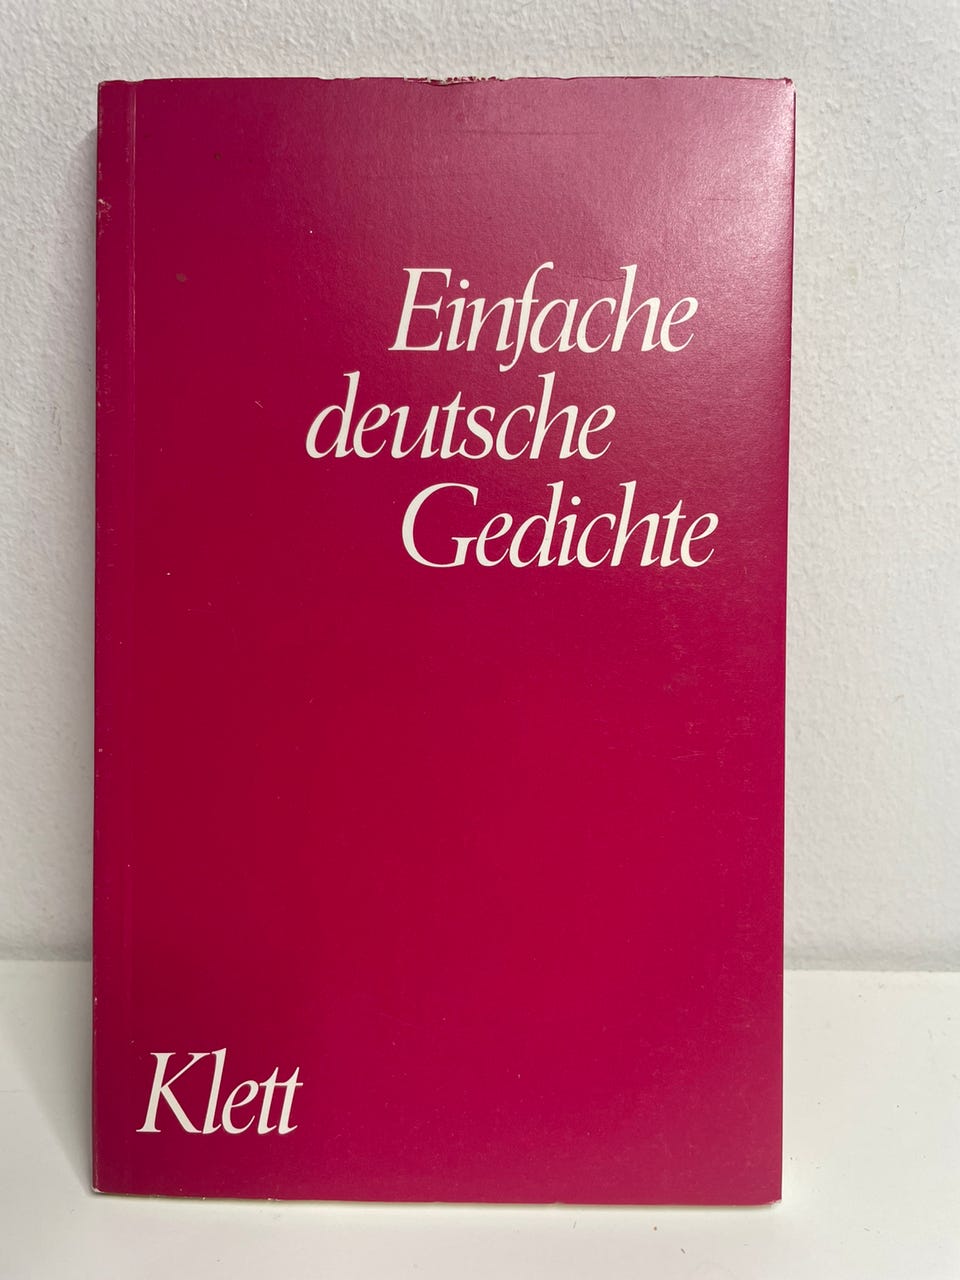 Einfache
deutsche
Gedichte
Klett